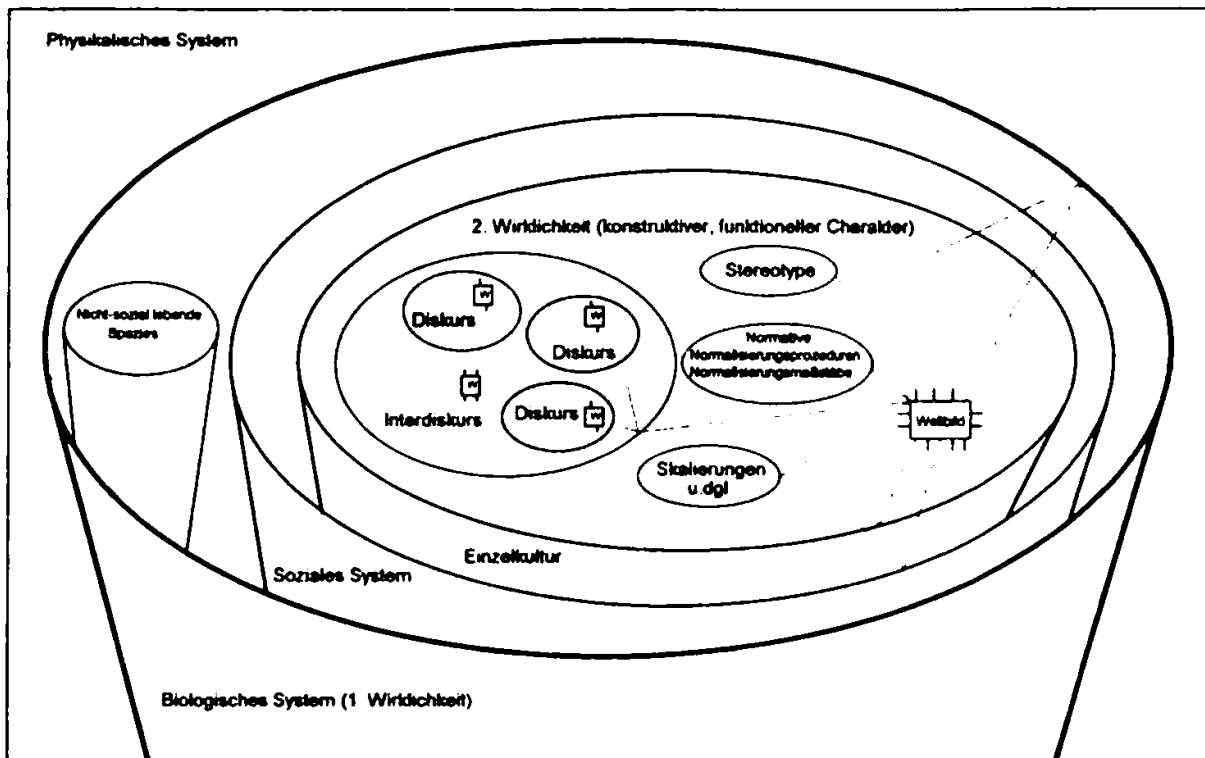 Physikalisches System
2. Wirklichkeit (konstruktiver, funktioneller Charakter)
Stereotype
Nicht-sozial lebende
Spezies
Diskurs
Diskurs
Normative
Normalisierungsprozeduren
Normalisierungsmaßstäbe
Interdiskurs
Diskurs
Weltbild
Skalierungen
u.dgl
Einzelkultur
Soziales System
Biologisches System (1 Wirklichkeit)